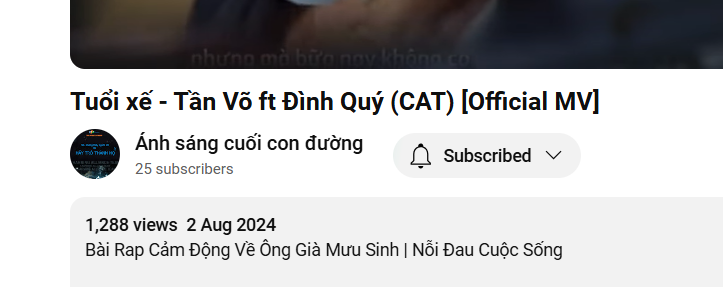 nhưng mà bữa nay không có
Tuổi xế - Tần Võ ft Đình Quý (CAT) [Official MV]
Ánh sáng cuối con đường
25 subscribers
Subscribed
1,288 views 2 Aug 2024
Bài Rap Cảm Động Về Ông Già Mưu Sinh | Nỗi Đau Cuộc Sống